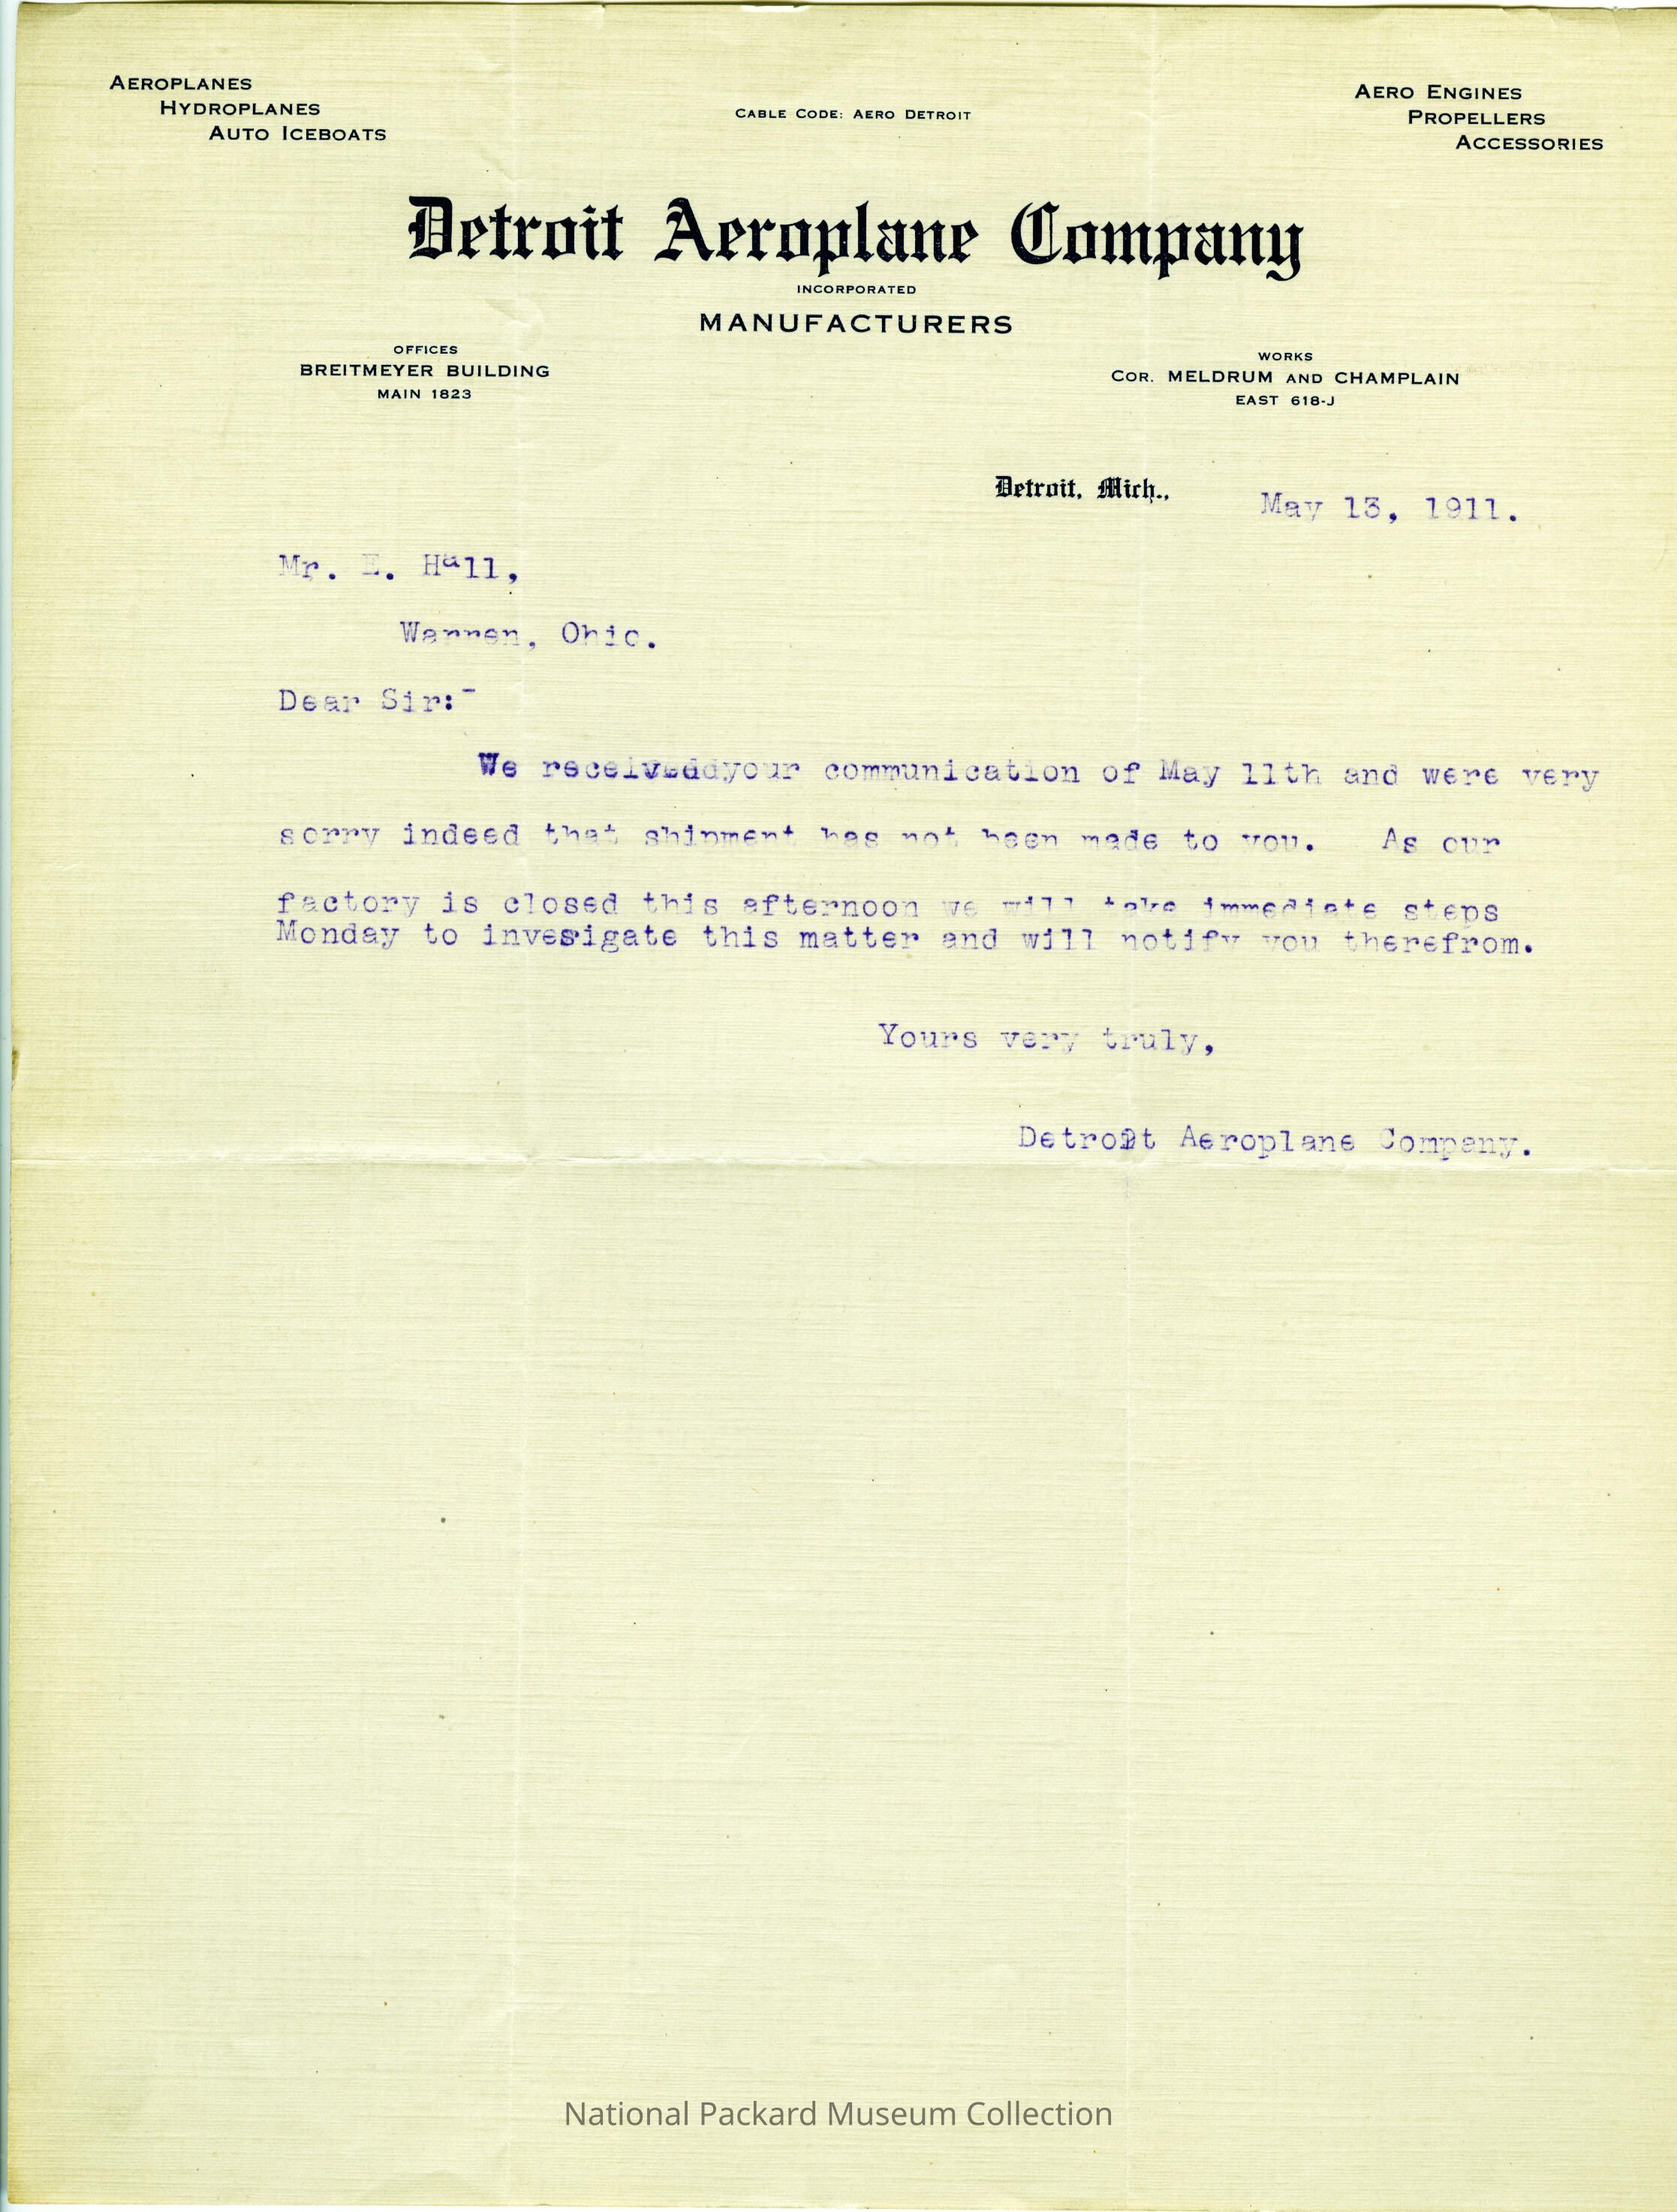 AEROPLANES
HYDROPLANES
AUTO ICEBOATS
CABLE CODE: AERO DETROIT
AERO ENGINES
PROPELLERS
ACCESSORIES
Detroit Aeroplane Company
INCORPORATED
MANUFACTURERS
OFFICES
BREITMEYER BUILDING
MAIN 1823
WORKS
COR. MELDRUM AND CHAMPLAIN
EAST 618-J
Detroit, Mich., May 13, 1911.
Mr. E. Hall,
Warren, Ohio.
Dear Sir:-
We receiveddyour communication of May 11th and were very
sorry indeed that shipment has not been made to you. As our
factory is closed this afternoon we will take immediate steps
Monday to invesigate this matter and will notify you therefrom.
Yours very truly,
Detroit Aeroplane Company.
National Packard Museum Collection